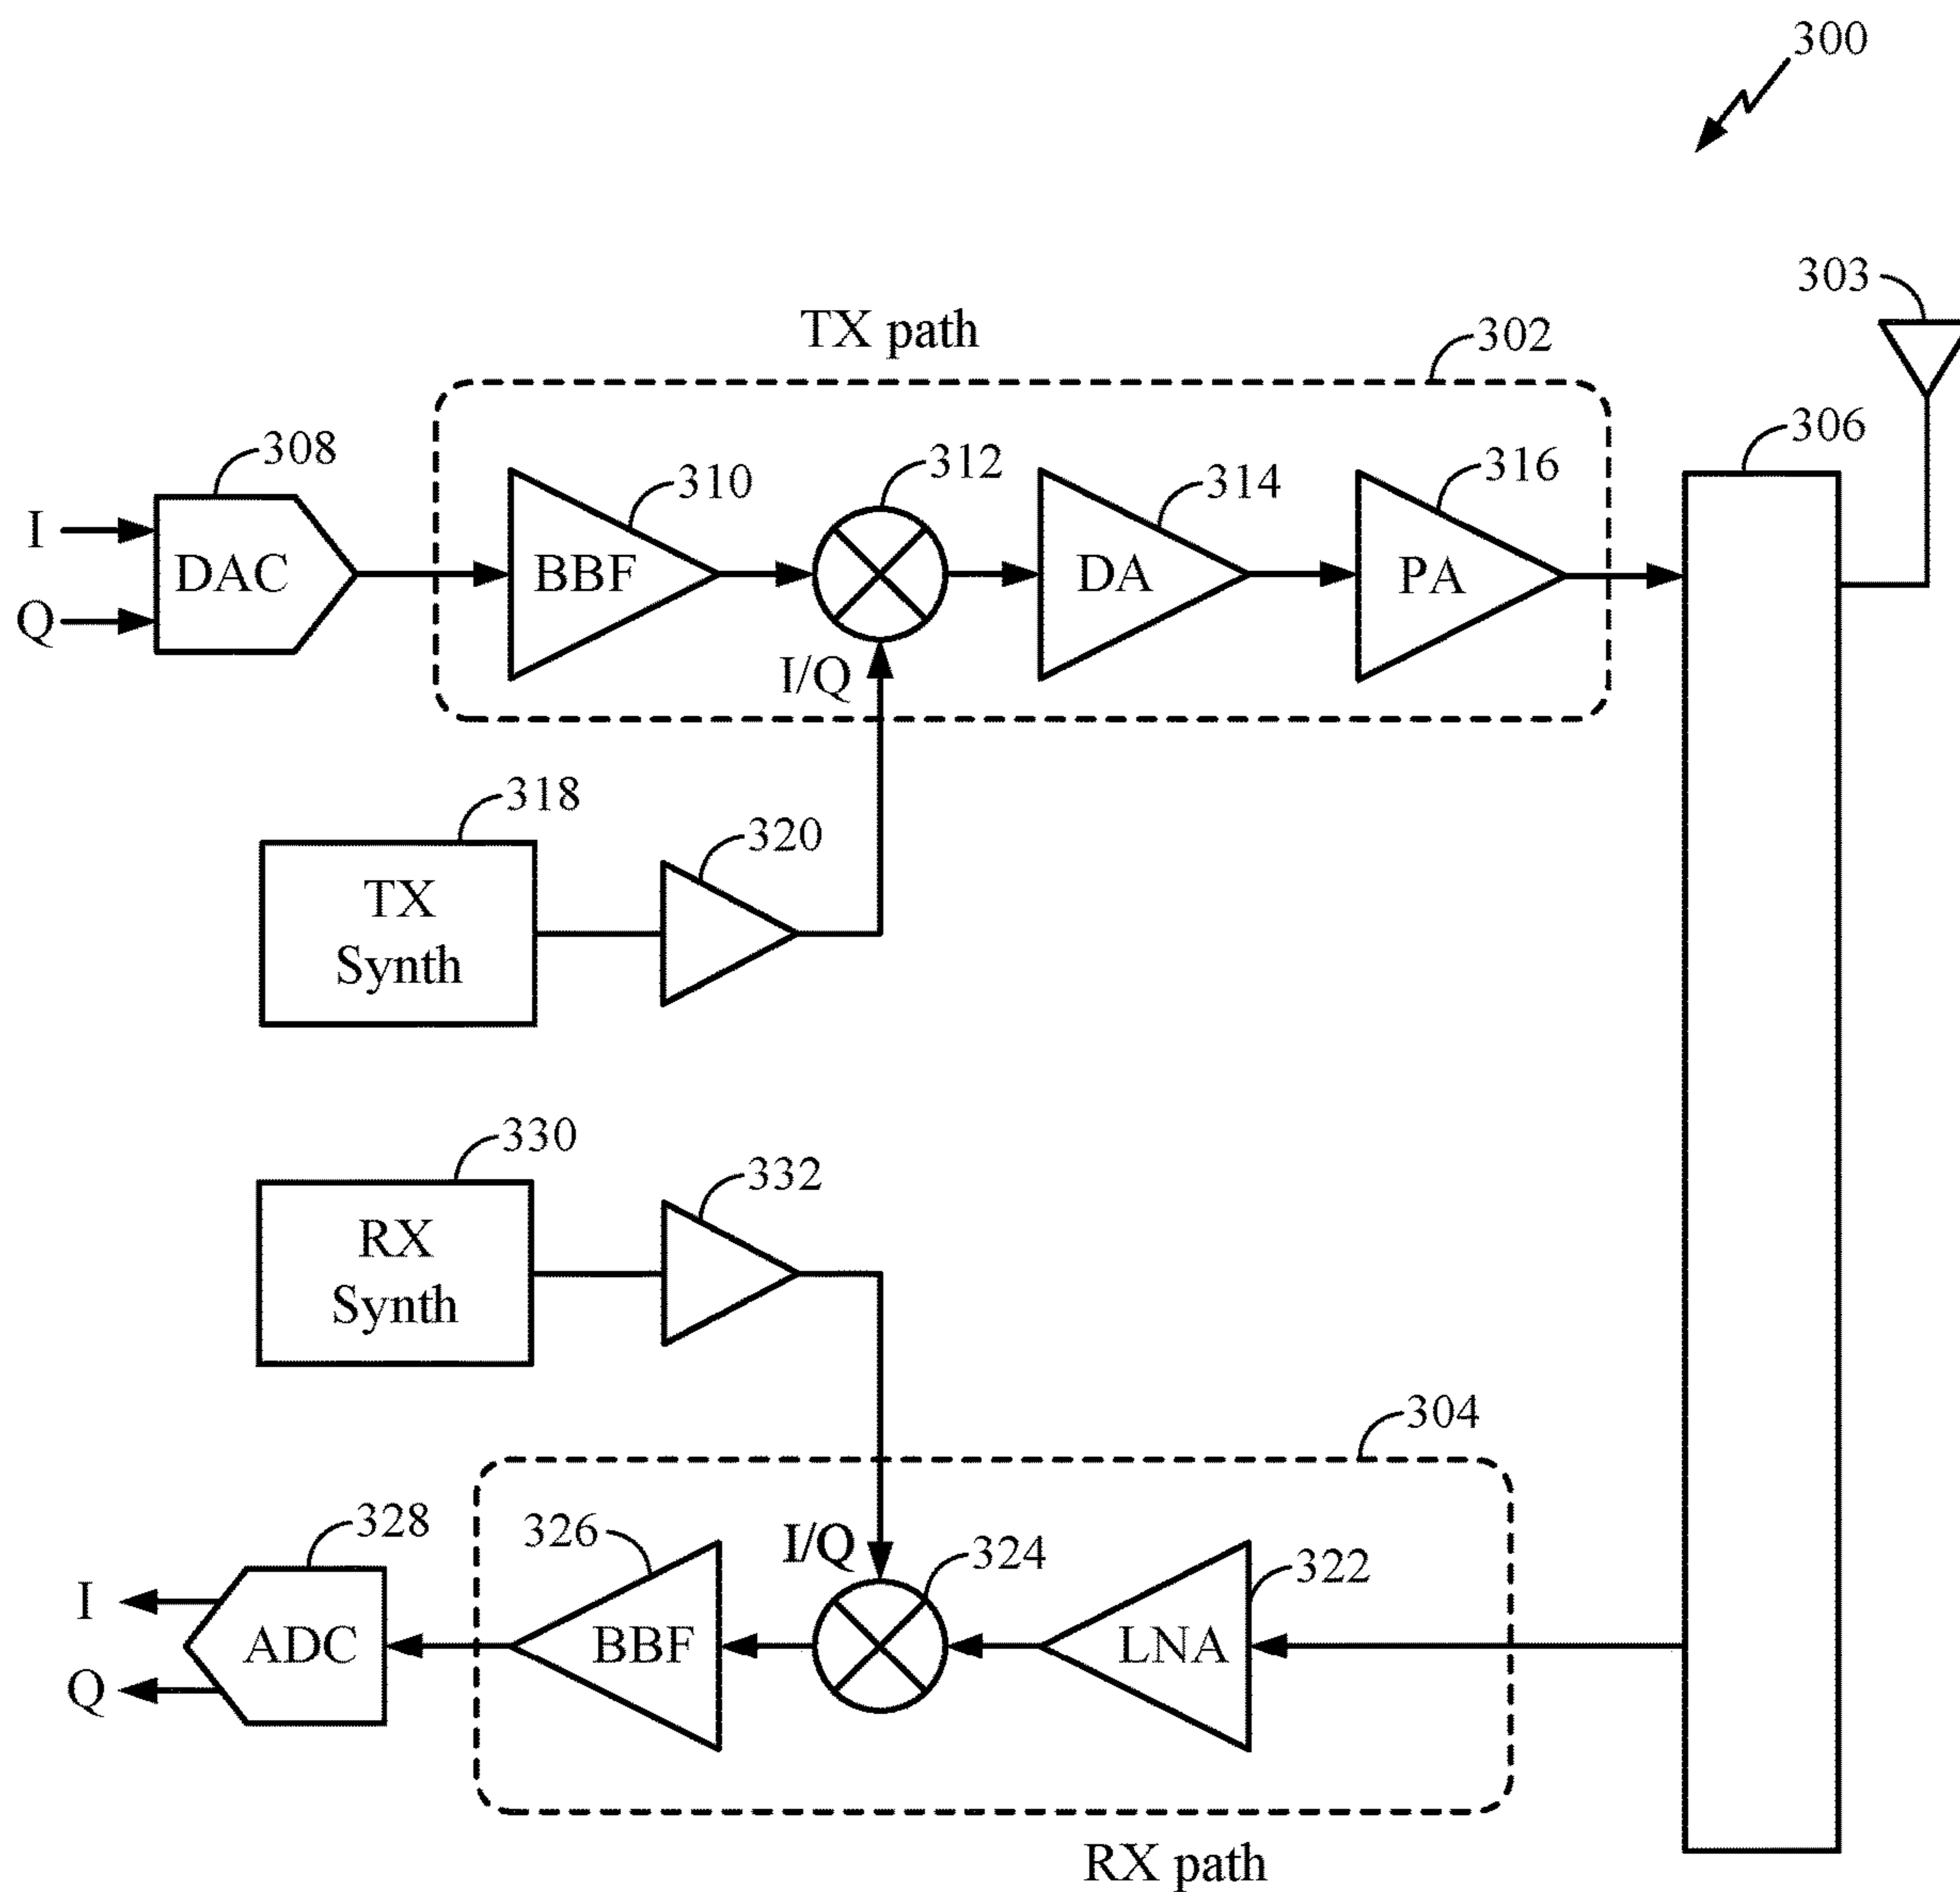 300
303
TX path
302
306
308
310
312
314
316
I
Q
DAC
BBF
DA
PA
I/Q
318
320
TX
Synth
330
332
RX
Synth
304
328
326
I/Q
324
322
I
Q
ADC
BBF
LNA
RX path